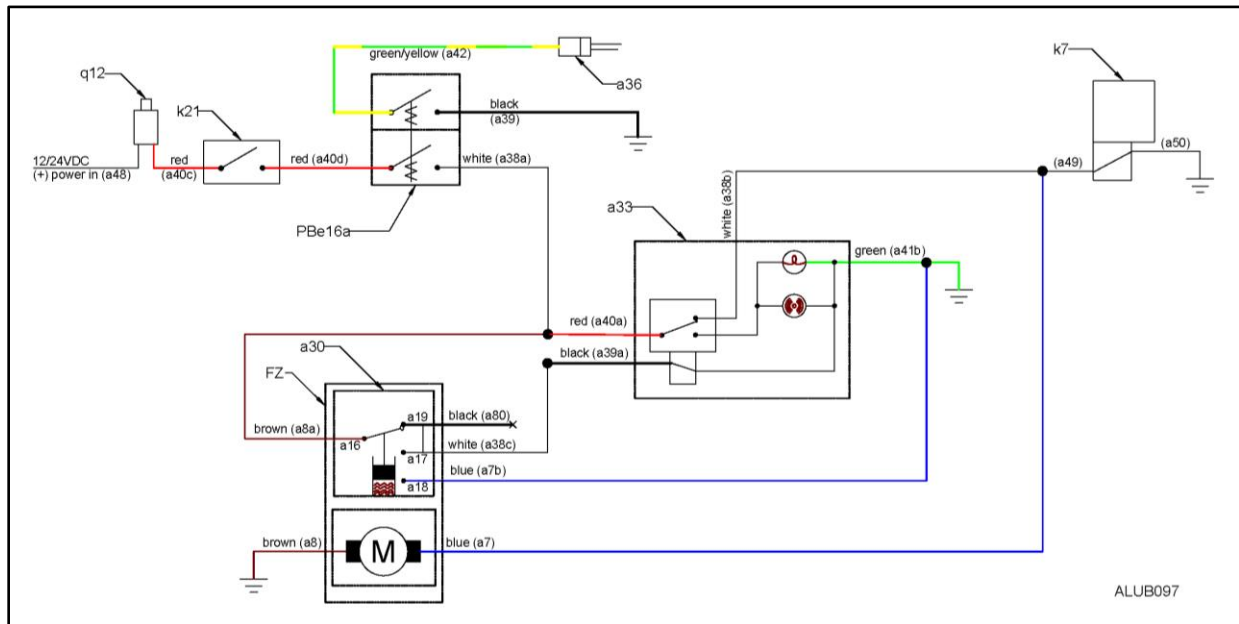 green/yellow (a42)
k7
q12
a36
k21
black
(a39)
12/24VDC
(+) power in (a48)
red
(a40c)
red (a40d)
white (a38a)
(a49)
(a50)
PBe16a
a33
white (a38b)
green (a41b)
red (a40a)
a30
black (a39a)
FZ
a19
black (a80)
brown (a8a)
a16
white (a38c)
a17
blue (a7b)
a18
brown (a8)
M
blue (a7)
ALUB097